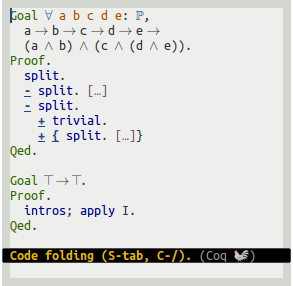 Goal ∀ a b c d e: ℙ,
  a → b → c → d → e →
  (a ∧ b) ∧ (c ∧ (d ∧ e)).
Proof.
  split.
  - split. […]
  - split.
    + trivial.
    + { split. […]}
Qed.

Goal ⊤→⊤.
Proof.
  intros; apply I.
Qed.

Code folding (S-tab, C-/). (Coq 🐓)